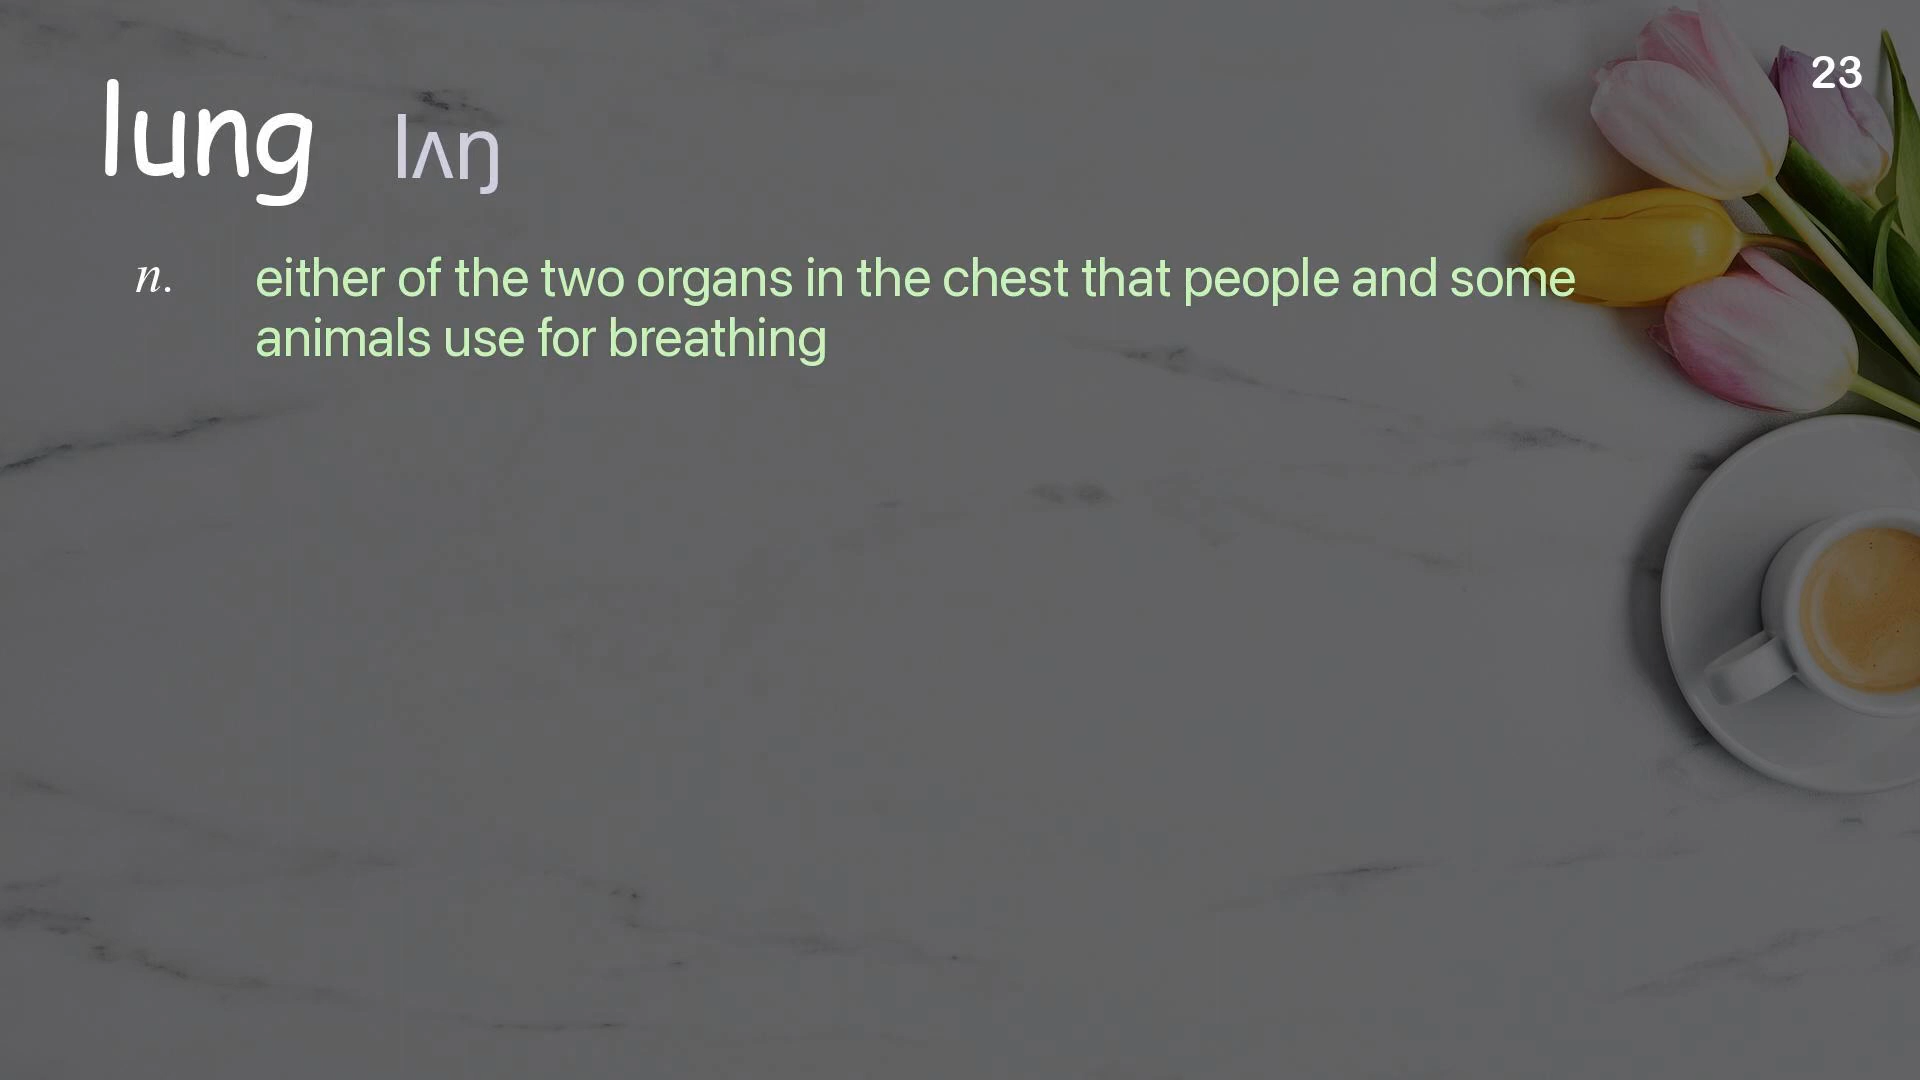 23
lung lʌŋ
n. either of the two organs in the chest that people and some
animals use for breathing